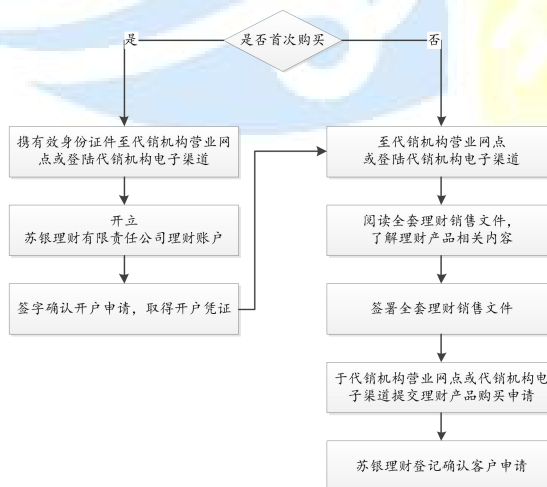 是否首次购买
是
否
携有效身份证件至代销机构营业网
点或登陆代销机构电子渠道
开立
苏银理财有限责任公司理财账户
签字确认开户申请，取得开户凭证
至代销机构营业网点
或登陆代销机构电子渠道
阅读全套理财销售文件，
了解理财产品相关内容
签署全套理财销售文件
于代销机构营业网点或代销机构电
子渠道提交理财产品购买申请
苏银理财登记确认客户申请